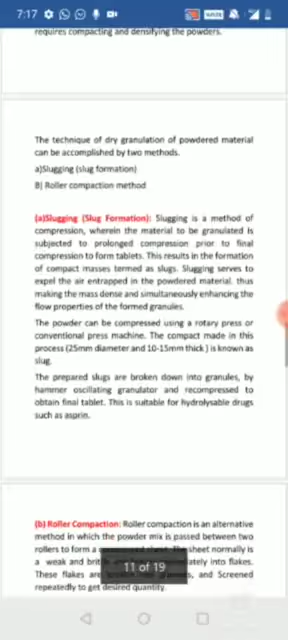 7:17
requires compacting and densifying the powders.
The technique of dry granulation of powdered material
can be accomplished by two methods.
a)Slugging (slug formation)
B) Roller compaction method
(a)Slugging (Slug Formation): Slugging is a method of
compression, wherein the material to be granulated is
subjected to prolonged compression prior to final
compression to form tablets. This results in the formation
of compact masses termed as slugs. Slugging serves to
expel the air entrapped in the powdered material. thus
making the mass dense and simultaneously enhancing the
flow properties of the formed granules.
The powder can be compressed using a rotary press or
conventional press machine. The compact made in this
process (25mm diameter and 10-15mm thick ) is known as
slug.
The prepared slugs are broken down into granules, by
hammer oscillating granulator and recompressed to
obtain final tablet. This is suitable for hydrolysable drugs
such as asprin.
(b) Roller Compaction: Roller compaction is an alternative
method in which the powder mix is passed between two
rollers to form a sheet. The sheet normally is
a weak and into flakes.
11 of 19
These flakes are and Screened
repeatedly to get desired quantity.